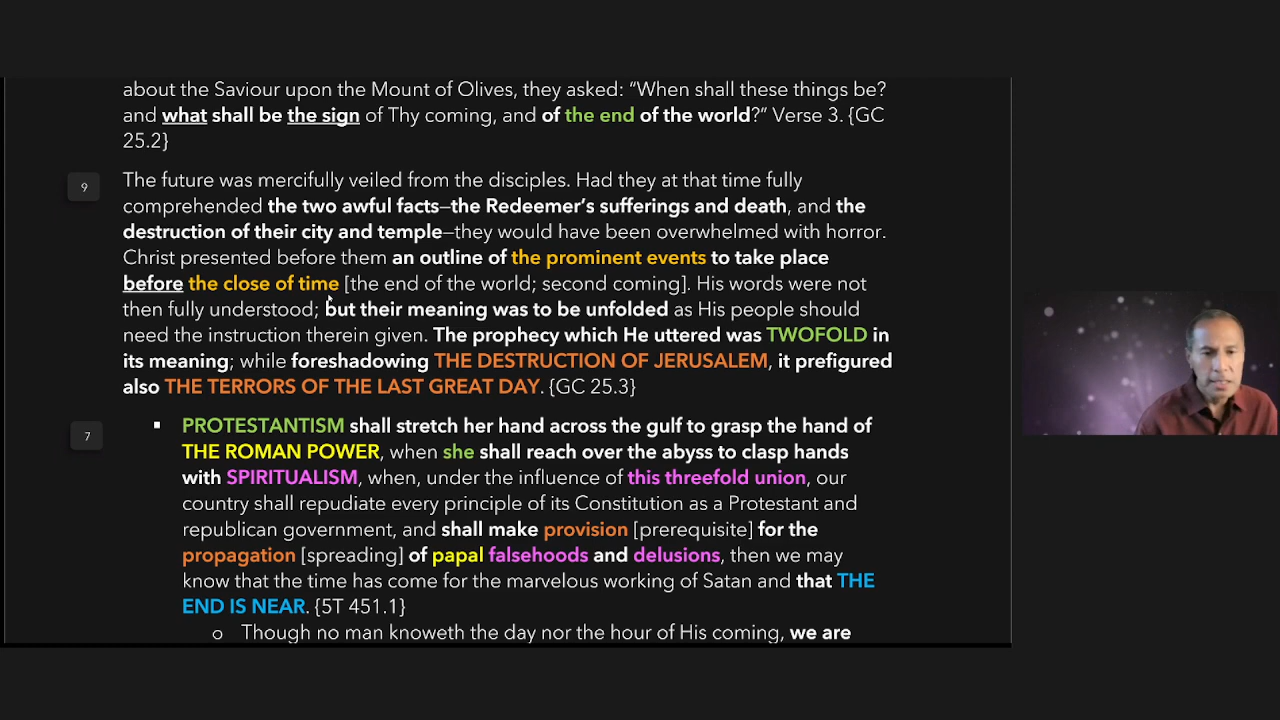 about the Saviour upon the Mount of Olives, they asked: “When shall these things be?
and what shall be the sign of Thy coming, and of the end of the world?” Verse 3. {GC
25.2}
9
The future was mercifully veiled from the disciples. Had they at that time fully
comprehended the two awful facts—the Redeemer’s sufferings and death, and the
destruction of their city and temple—they would have been overwhelmed with horror.
Christ presented before them an outline of the prominent events to take place
before the close of time [the end of the world; second coming]. His words were not
then fully understood; but their meaning was to be unfolded as His people should
need the instruction therein given. The prophecy which He uttered was TWOFOLD in
its meaning; while foreshadowing THE DESTRUCTION OF JERUSALEM, it prefigured
also THE TERRORS OF THE LAST GREAT DAY. {GC 25.3}
7
▪ PROTESTANTISM shall stretch her hand across the gulf to grasp the hand of
THE ROMAN POWER, when she shall reach over the abyss to clasp hands
with SPIRITUALISM, when, under the influence of this threefold union, our
country shall repudiate every principle of its Constitution as a Protestant and
republican government, and shall make provision [prerequisite] for the
propagation [spreading] of papal falsehoods and delusions, then we may
know that the time has come for the marvelous working of Satan and that THE
END IS NEAR. {5T 451.1}
o Though no man knoweth the day nor the hour of His coming, we are